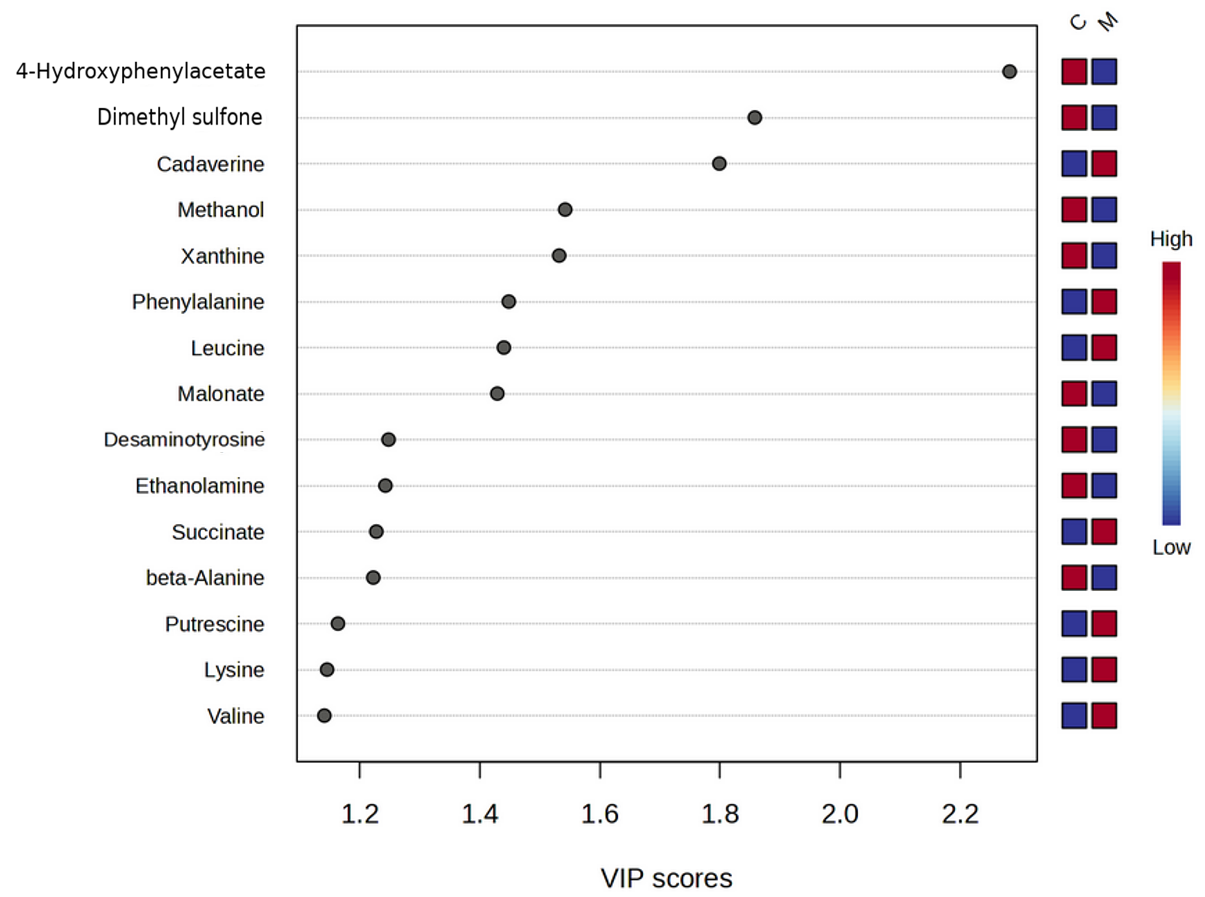 C M
4-Hydroxyphenylacetate
Dimethyl sulfone
Cadaverine
Methanol
Xanthine
High
Phenylalanine
Leucine
Malonate
Desaminotyrosine
Ethanolamine
Succinate
Low
beta-Alanine
Putrescine
Lysine
Valine
1.2 1.4 1.6 1.8 2.0 2.2
VIP scores